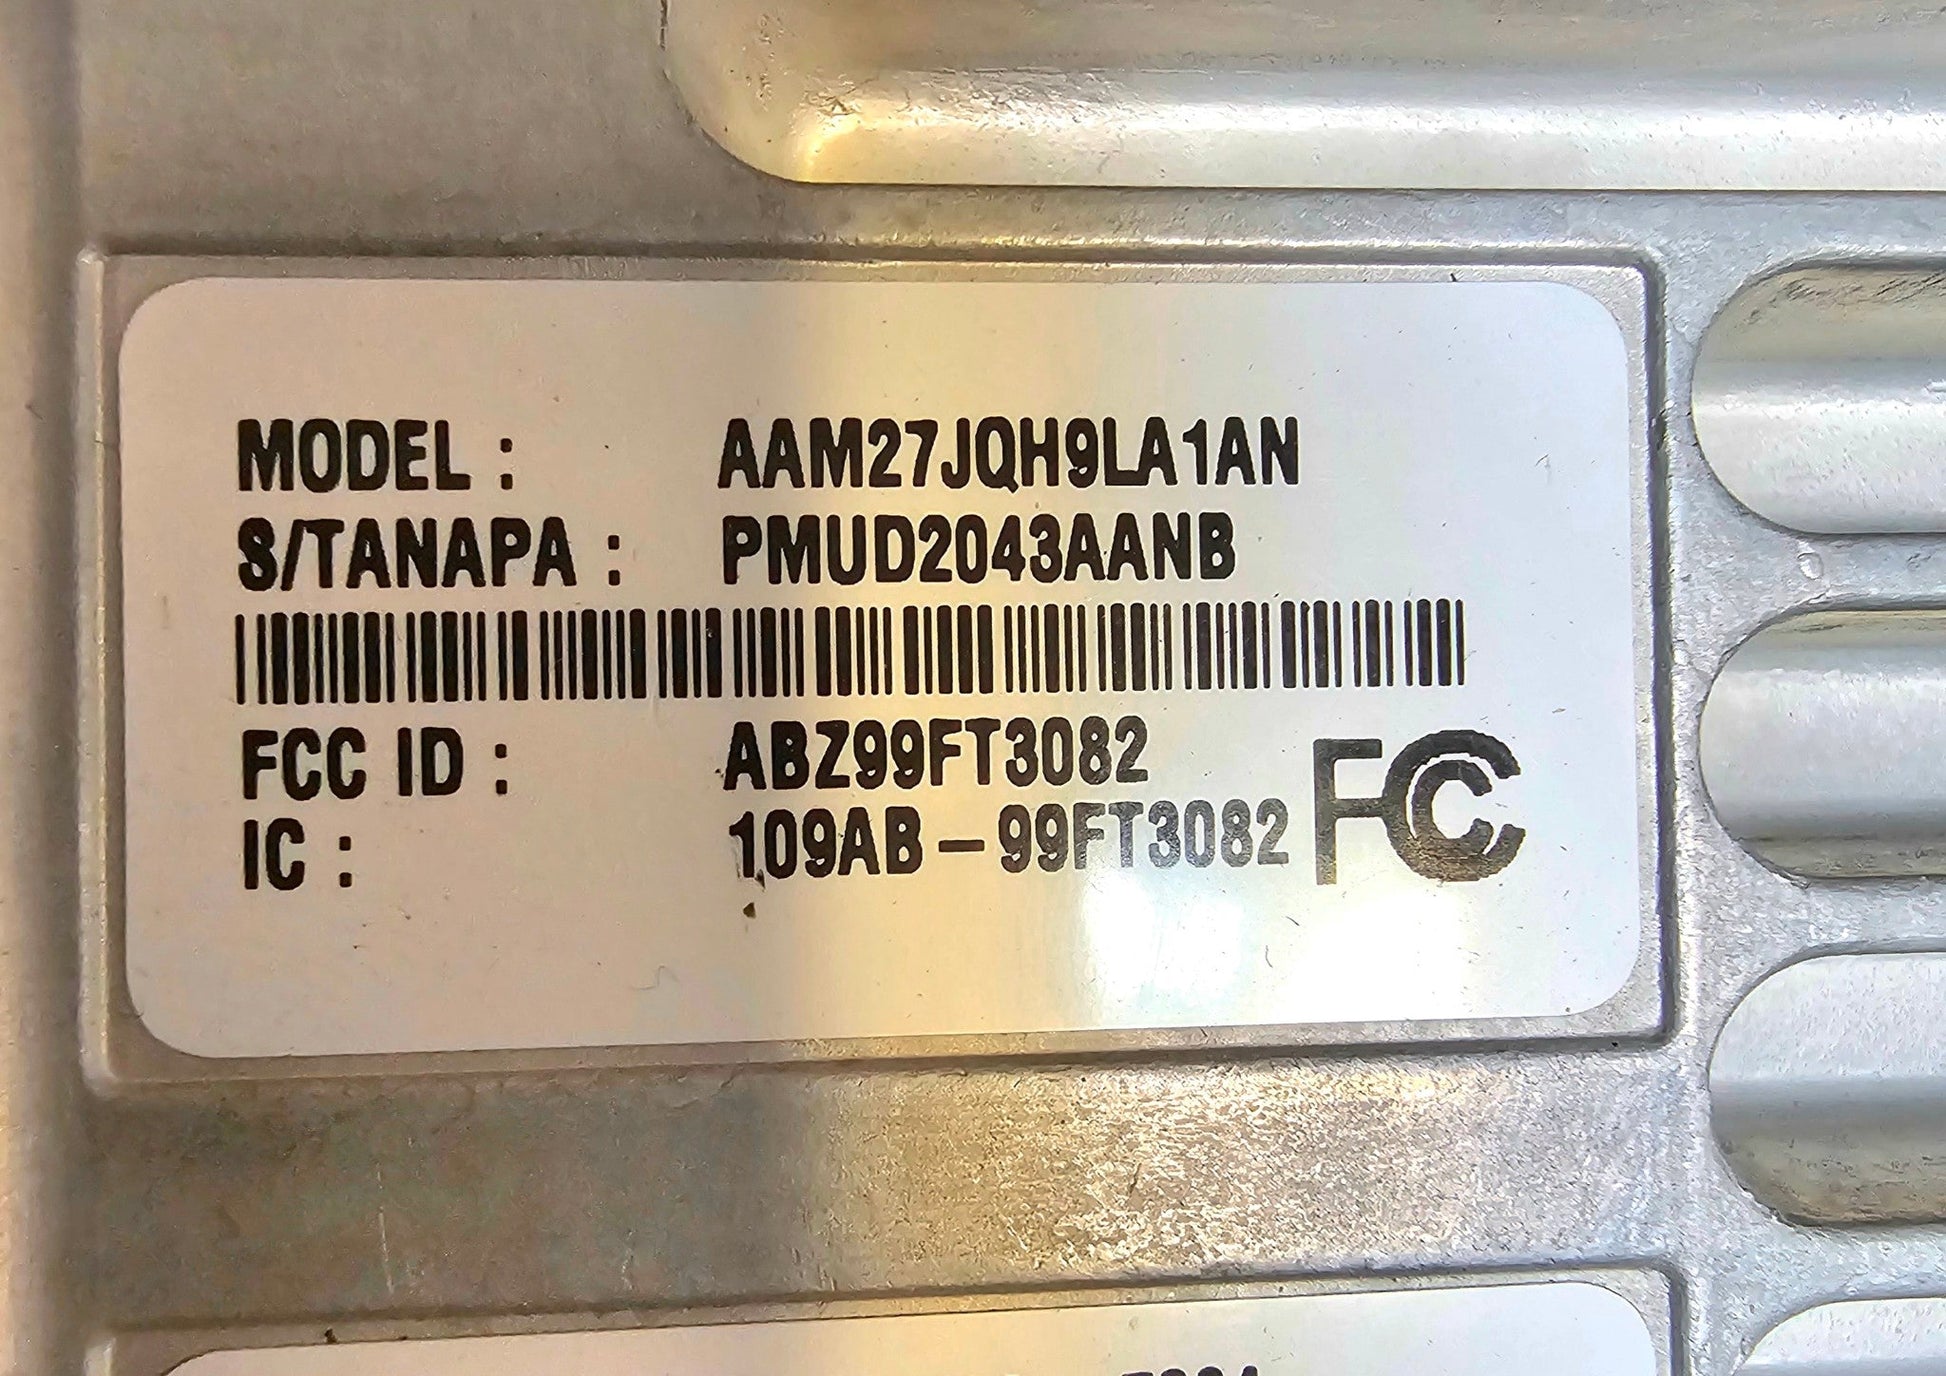 MODEL : AAM27JQH9LA1AN
S/TANAPA : PMUD2043AANB
FCC ID : ABZ99FT3082
IC : 109AB-99FT3082
FC